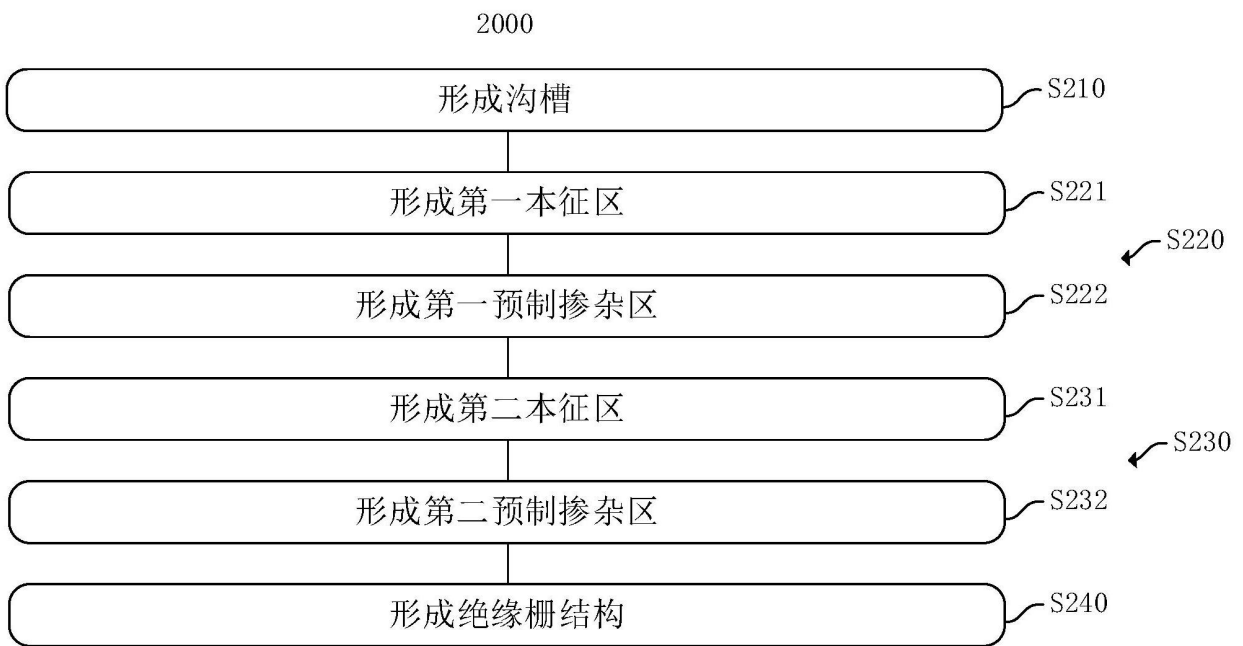 2000
形成沟槽
S210
形成第一本征区
S221
S220
形成第一预制掺杂区
S222
形成第二本征区
S231
S230
形成第二预制掺杂区
S232
形成绝缘栅结构
S240